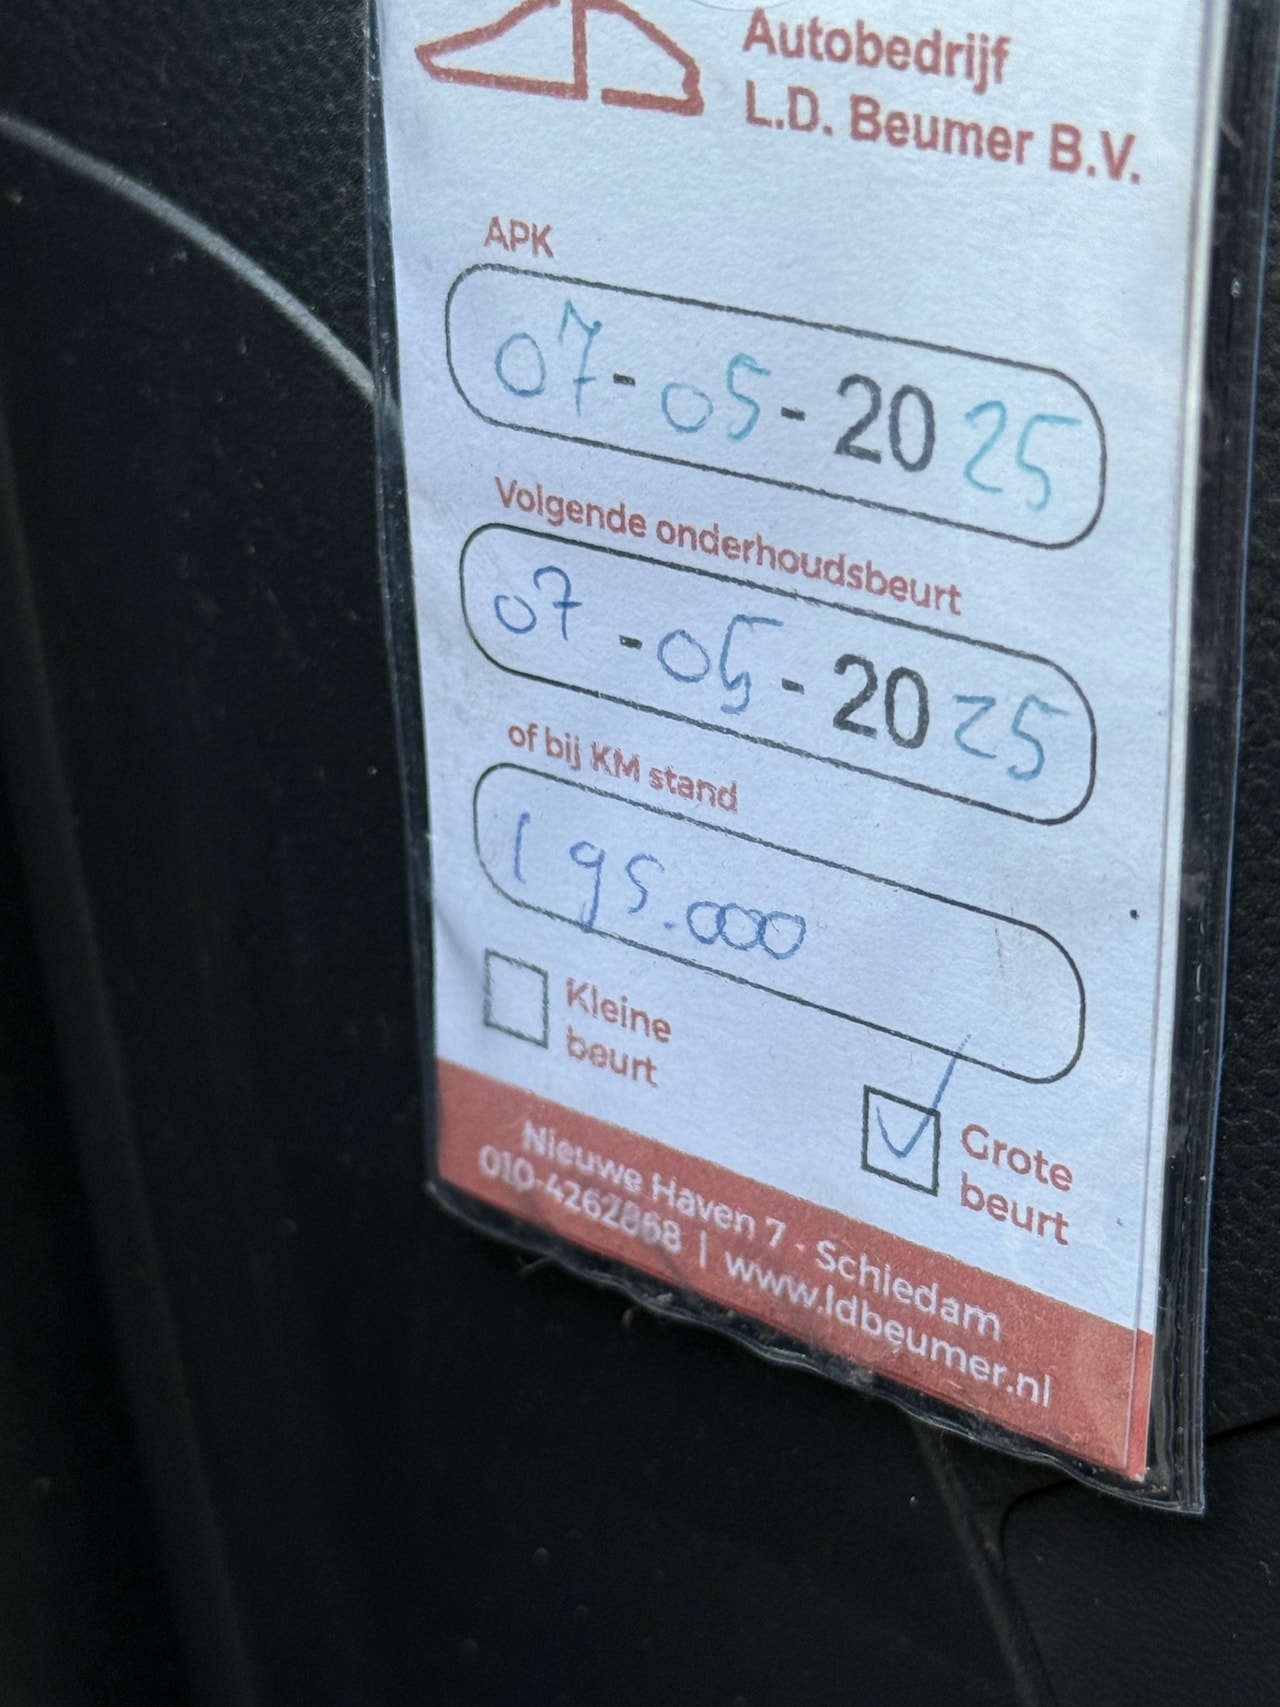 Autobedrijf
L.D. Beumer B.V.
APK
07-05-2025
Volgende onderhoudsbeurt
07-05-2025
of bij KM stand
195.000
Kleine
beurt
Grote
beurt
Nieuwe Haven 7 - Schiedam
010-4262868 | www.ldbeumer.nl